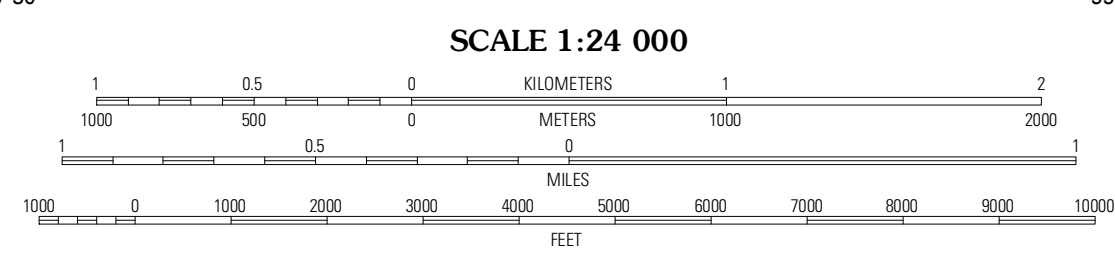 SCALE 1:24 000
1 0.5 0 KILOMETERS 1 2
1000 500 0 METERS 1000 2000
1 0.5 0 1
MILES
1000 0 1000 2000 3000 4000 5000 6000 7000 8000 9000 10000
FEET